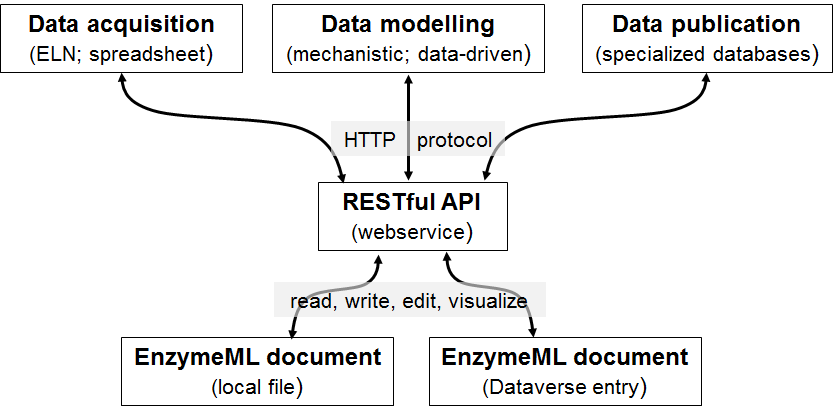 Data acquisition
(ELN; spreadsheet)
Data modelling
(mechanistic; data-driven)
Data publication
(specialized databases)
HTTP protocol
RESTful API
(webservice)
read, write, edit, visualize
EnzymeML document
(local file)
EnzymeML document
(Dataverse entry)